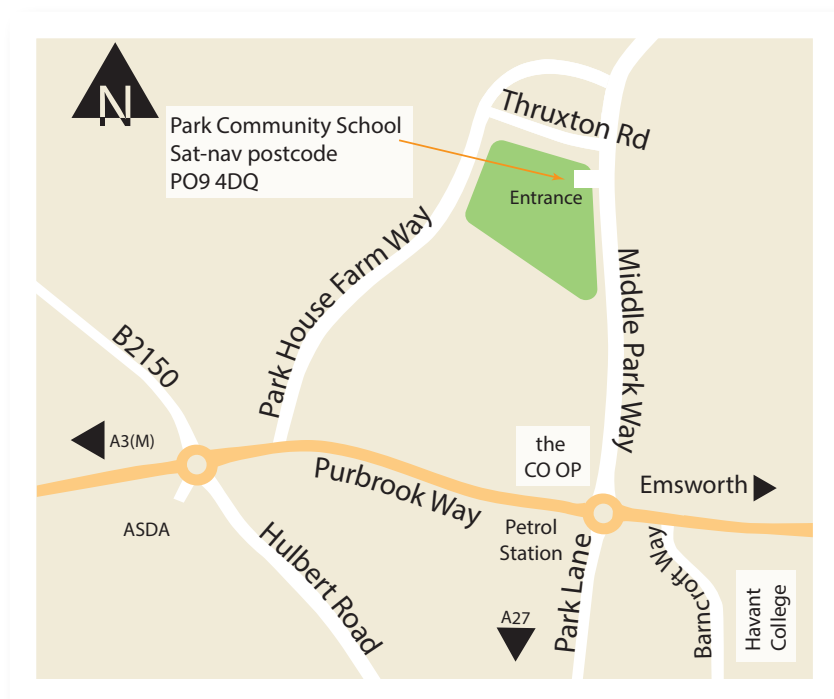 N
Park Community School
Sat-nav postcode
PO9 4DQ
Thruxton Rd
Entrance
Park House Farm Way
Middle Park Way
B2150
A3(M)
the
CO OP
Purbrook Way
Emsworth
ASDA
Hulbert Road
Petrol
Station
Park Lane
Barncroft Way
A27
Havant
College